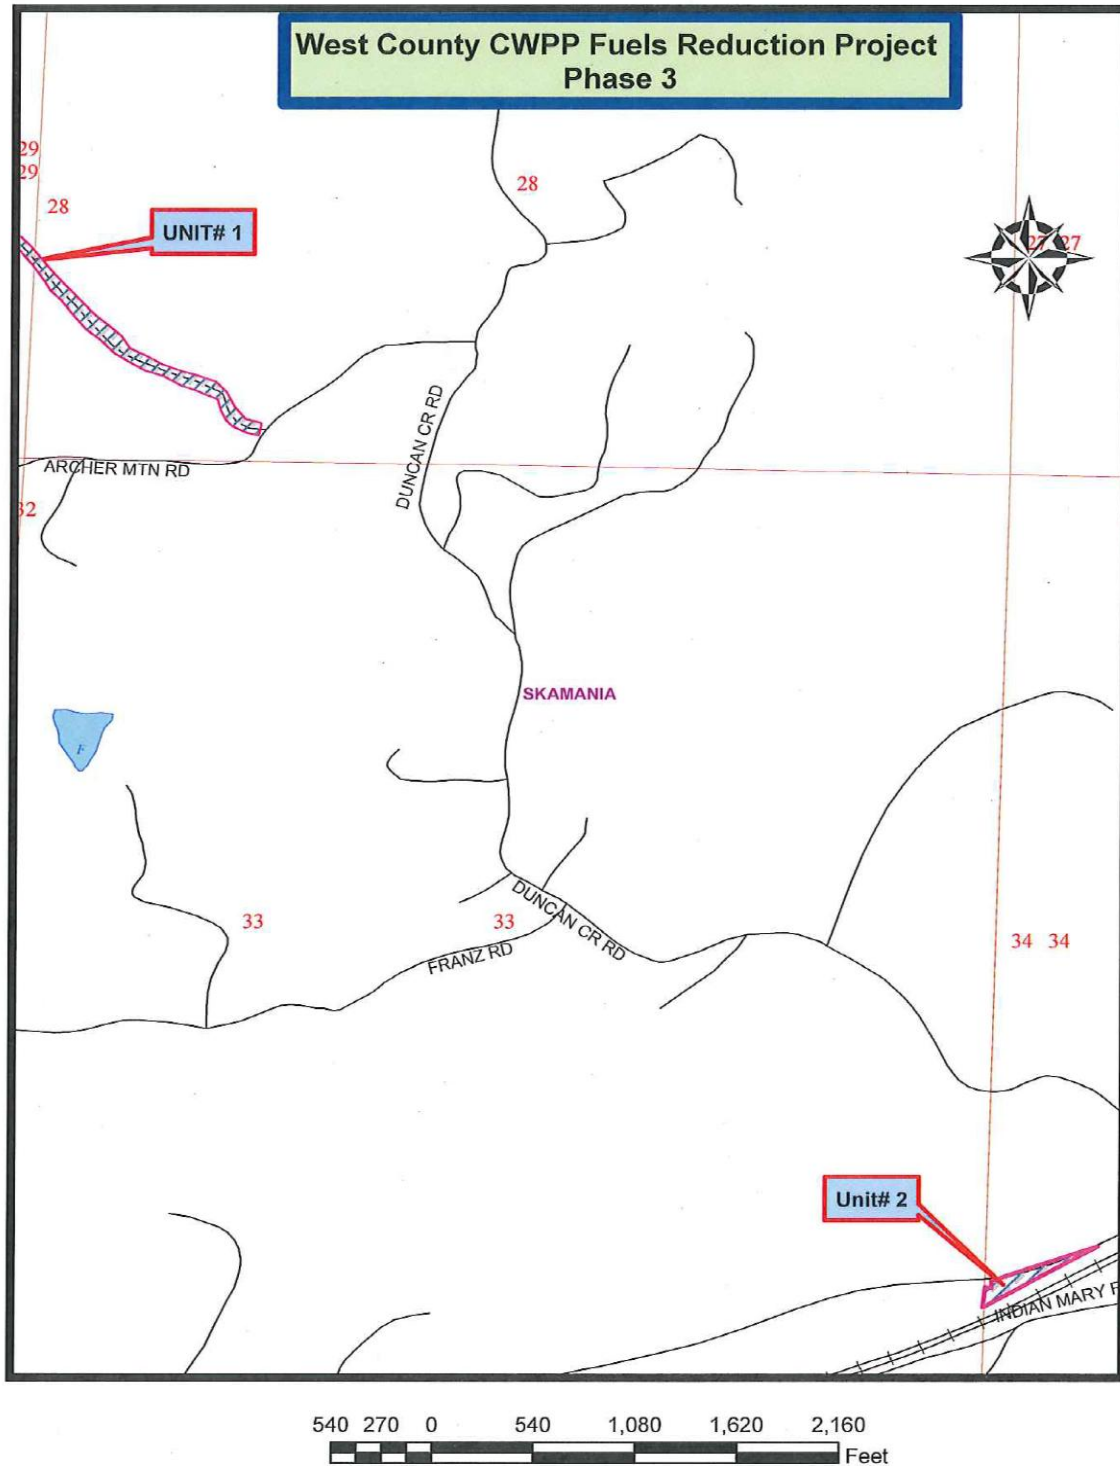 West County CWPP Fuels Reduction Project
Phase 3
29
29
28
28
UNIT# 1
27 27
DUNCAN CR RD
ARCHER MTN RD
32
SKAMANIA
F
33
33
DUNCAN CR RD
FRANZ RD
34 34
Unit# 2
INDIAN MARY
540 270 0 540 1,080 1,620 2,160
Feet